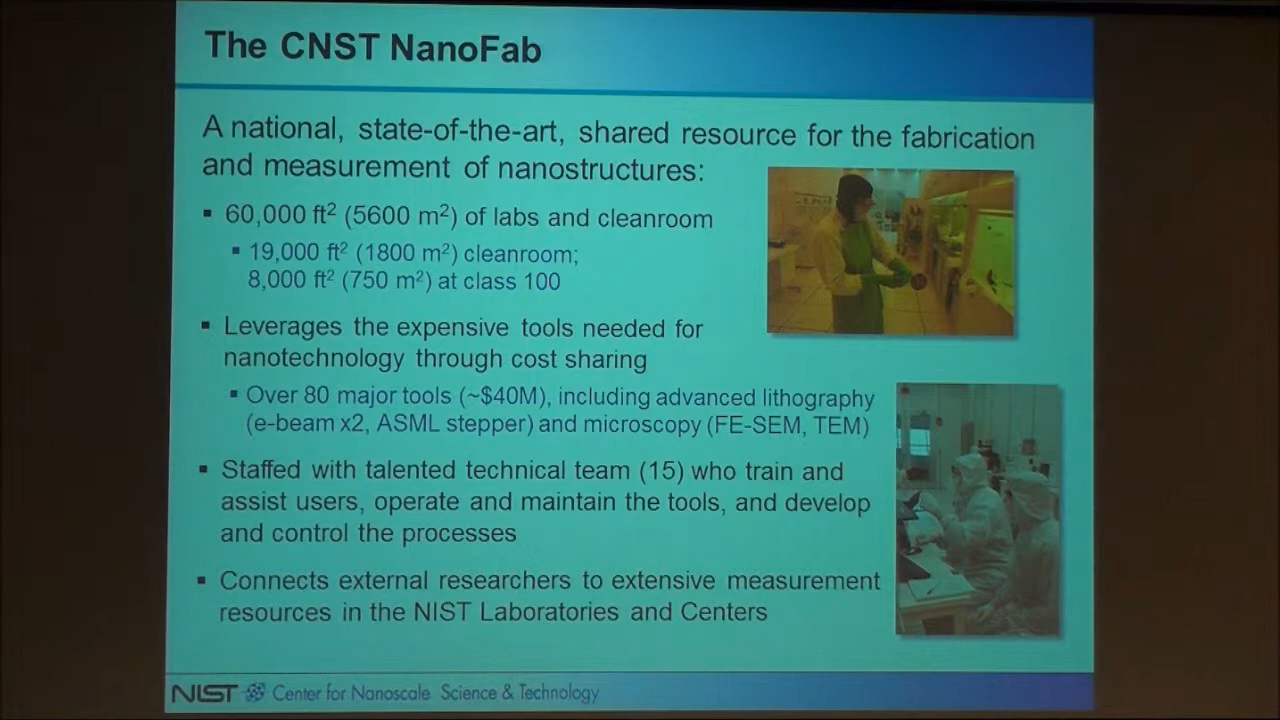 The CNST NanoFab
A national, state-of-the-art, shared resource for the fabrication
and measurement of nanostructures:
▪ 60,000 ft² (5600 m²) of labs and cleanroom
▪ 19,000 ft² (1800 m²) cleanroom;
8,000 ft² (750 m²) at class 100
▪ Leverages the expensive tools needed for
nanotechnology through cost sharing
▪ Over 80 major tools (~$40M), including advanced lithography
(e-beam x2, ASML stepper) and microscopy (FE-SEM, TEM)
▪ Staffed with talented technical team (15) who train and
assist users, operate and maintain the tools, and develop
and control the processes
▪ Connects external researchers to extensive measurement
resources in the NIST Laboratories and Centers
NIST Center for Nanoscale Science & Technology